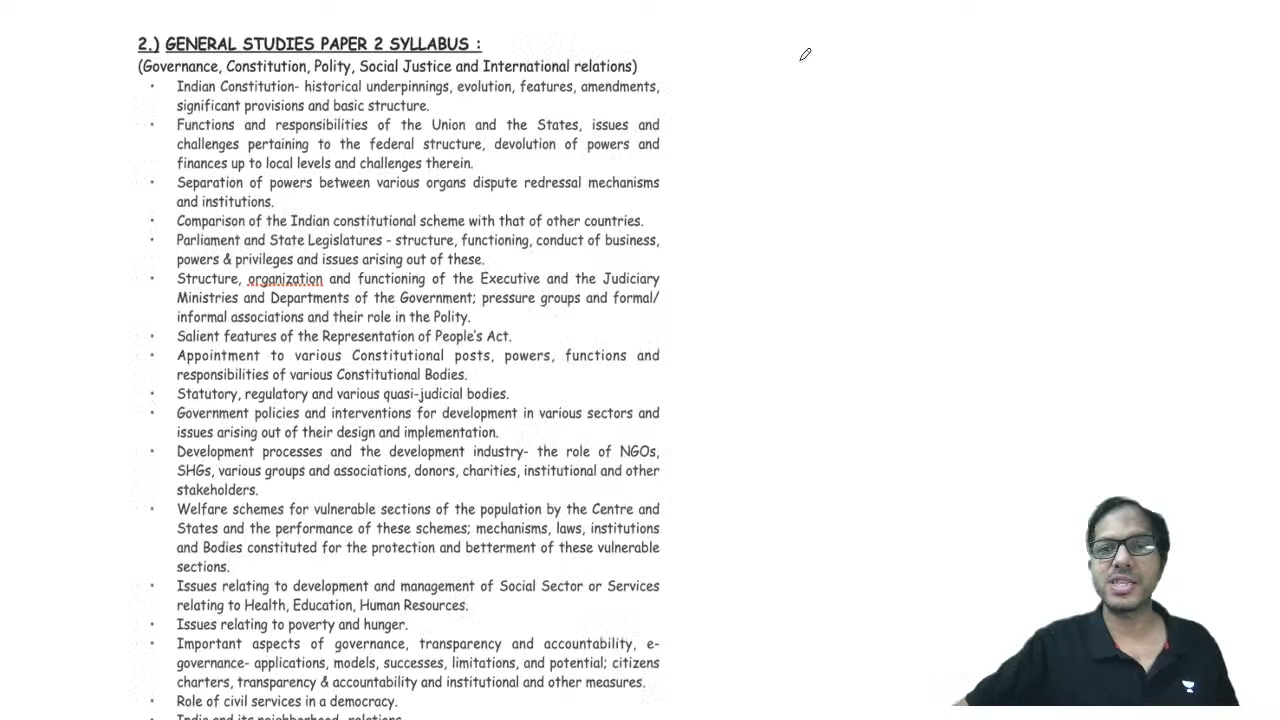 2.) GENERAL STUDIES PAPER 2 SYLLABUS :
(Governance, Constitution, Polity, Social Justice and International relations)
• Indian Constitution- historical underpinnings, evolution, features, amendments,
significant provisions and basic structure.
• Functions and responsibilities of the Union and the States, issues and
challenges pertaining to the federal structure, devolution of powers and
finances up to local levels and challenges therein.
• Separation of powers between various organs dispute redressal mechanisms
and institutions.
• Comparison of the Indian constitutional scheme with that of other countries.
• Parliament and State Legislatures - structure, functioning, conduct of business,
powers & privileges and issues arising out of these.
• Structure, organization and functioning of the Executive and the Judiciary
Ministries and Departments of the Government; pressure groups and formal/
informal associations and their role in the Polity.
• Salient features of the Representation of People's Act.
• Appointment to various Constitutional posts, powers, functions and
responsibilities of various Constitutional Bodies.
• Statutory, regulatory and various quasi-judicial bodies.
• Government policies and interventions for development in various sectors and
issues arising out of their design and implementation.
• Development processes and the development industry- the role of NGOs,
SHGs, various groups and associations, donors, charities, institutional and other
stakeholders.
• Welfare schemes for vulnerable sections of the population by the Centre and
States and the performance of these schemes; mechanisms, laws, institutions
and Bodies constituted for the protection and betterment of these vulnerable
sections.
• Issues relating to development and management of Social Sector or Services
relating to Health, Education, Human Resources.
• Issues relating to poverty and hunger.
• Important aspects of governance, transparency and accountability, e-
governance- applications, models, successes, limitations, and potential; citizens
charters, transparency & accountability and institutional and other measures.
• Role of civil services in a democracy.
• India and its neighborhood- relations.